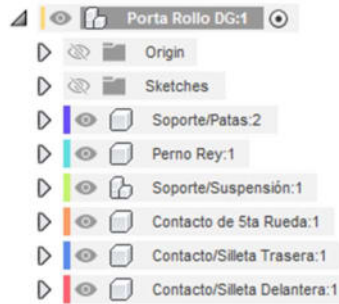 Porta Rollo DG:1
Origin
Sketches
Soporte/Patas:2
Perno Rey:1
Soporte/Suspensión:1
Contacto de 5ta Rueda:1
Contacto/Silleta Trasera:1
Contacto/Silleta Delantera:1